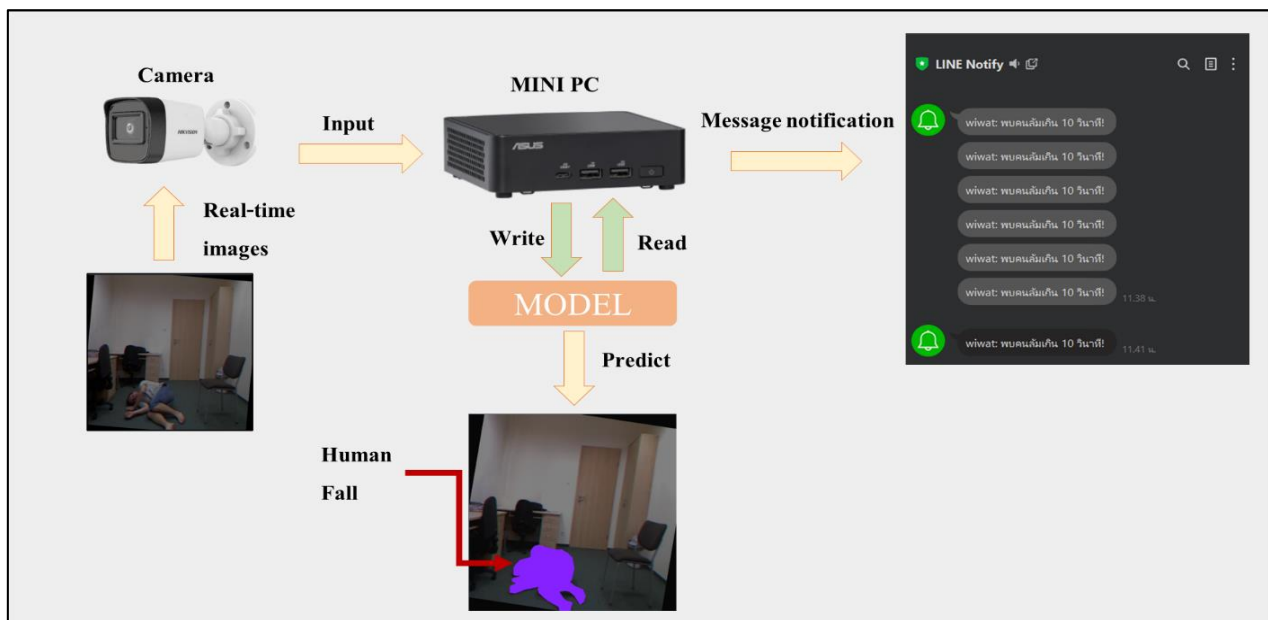 Camera
HIKVISION
Input
MINI PC
ASUS
Message notification
Real-time
images
Write
Read
MODEL
Predict
Human
Fall
LINE Notify
wiwat: พบคนล้มเกิน 10 วินาที!
wiwat: พบคนล้มเกิน 10 วินาที!
wiwat: พบคนล้มเกิน 10 วินาที!
wiwat: พบคนล้มเกิน 10 วินาที!
wiwat: พบคนล้มเกิน 10 วินาที!
wiwat: พบคนล้มเกิน 10 วินาที!
11.38 น.
wiwat: พบคนล้มเกิน 10 วินาที!
11.41 น.